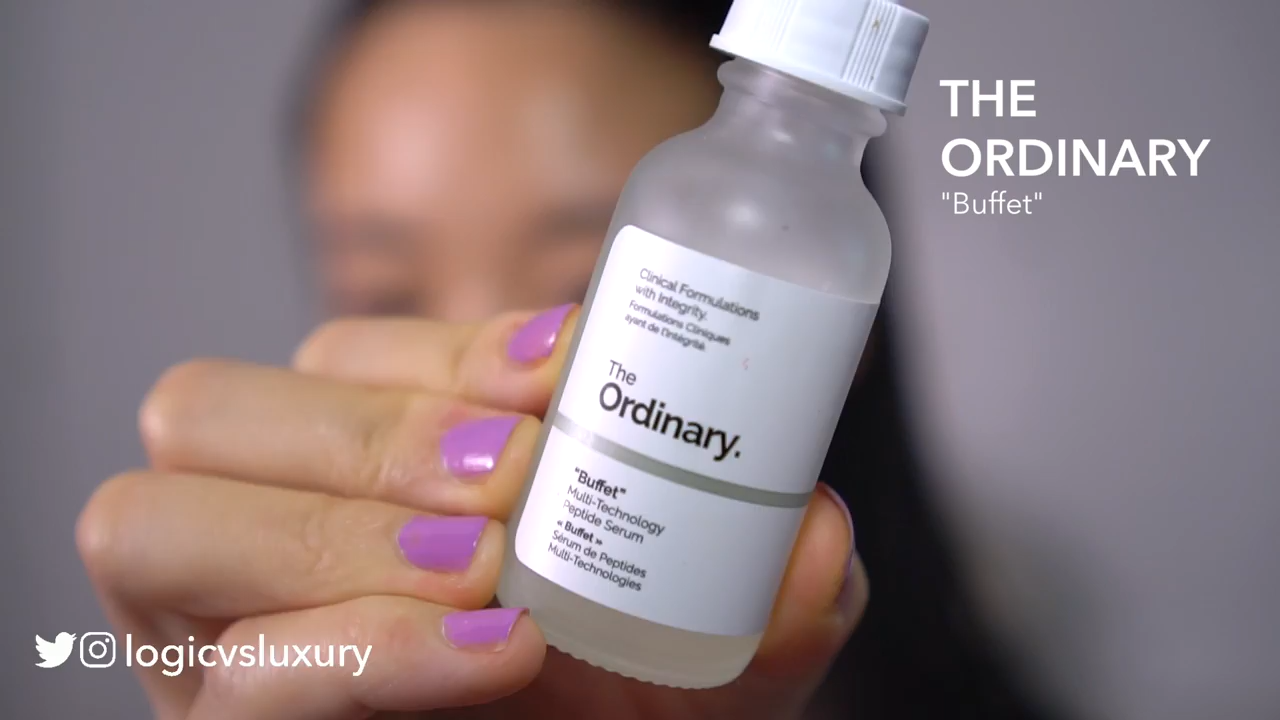 THE
ORDINARY
"Buffet"
Clinical Formulations
with Integrity.
Formulations Cliniques
ayant de l'intégrité.
The
Ordinary.
"Buffet"
Multi-Technology
Peptide Serum
« Buffet »
Sérum de Peptides
Multi-Technologies
logicvsluxury